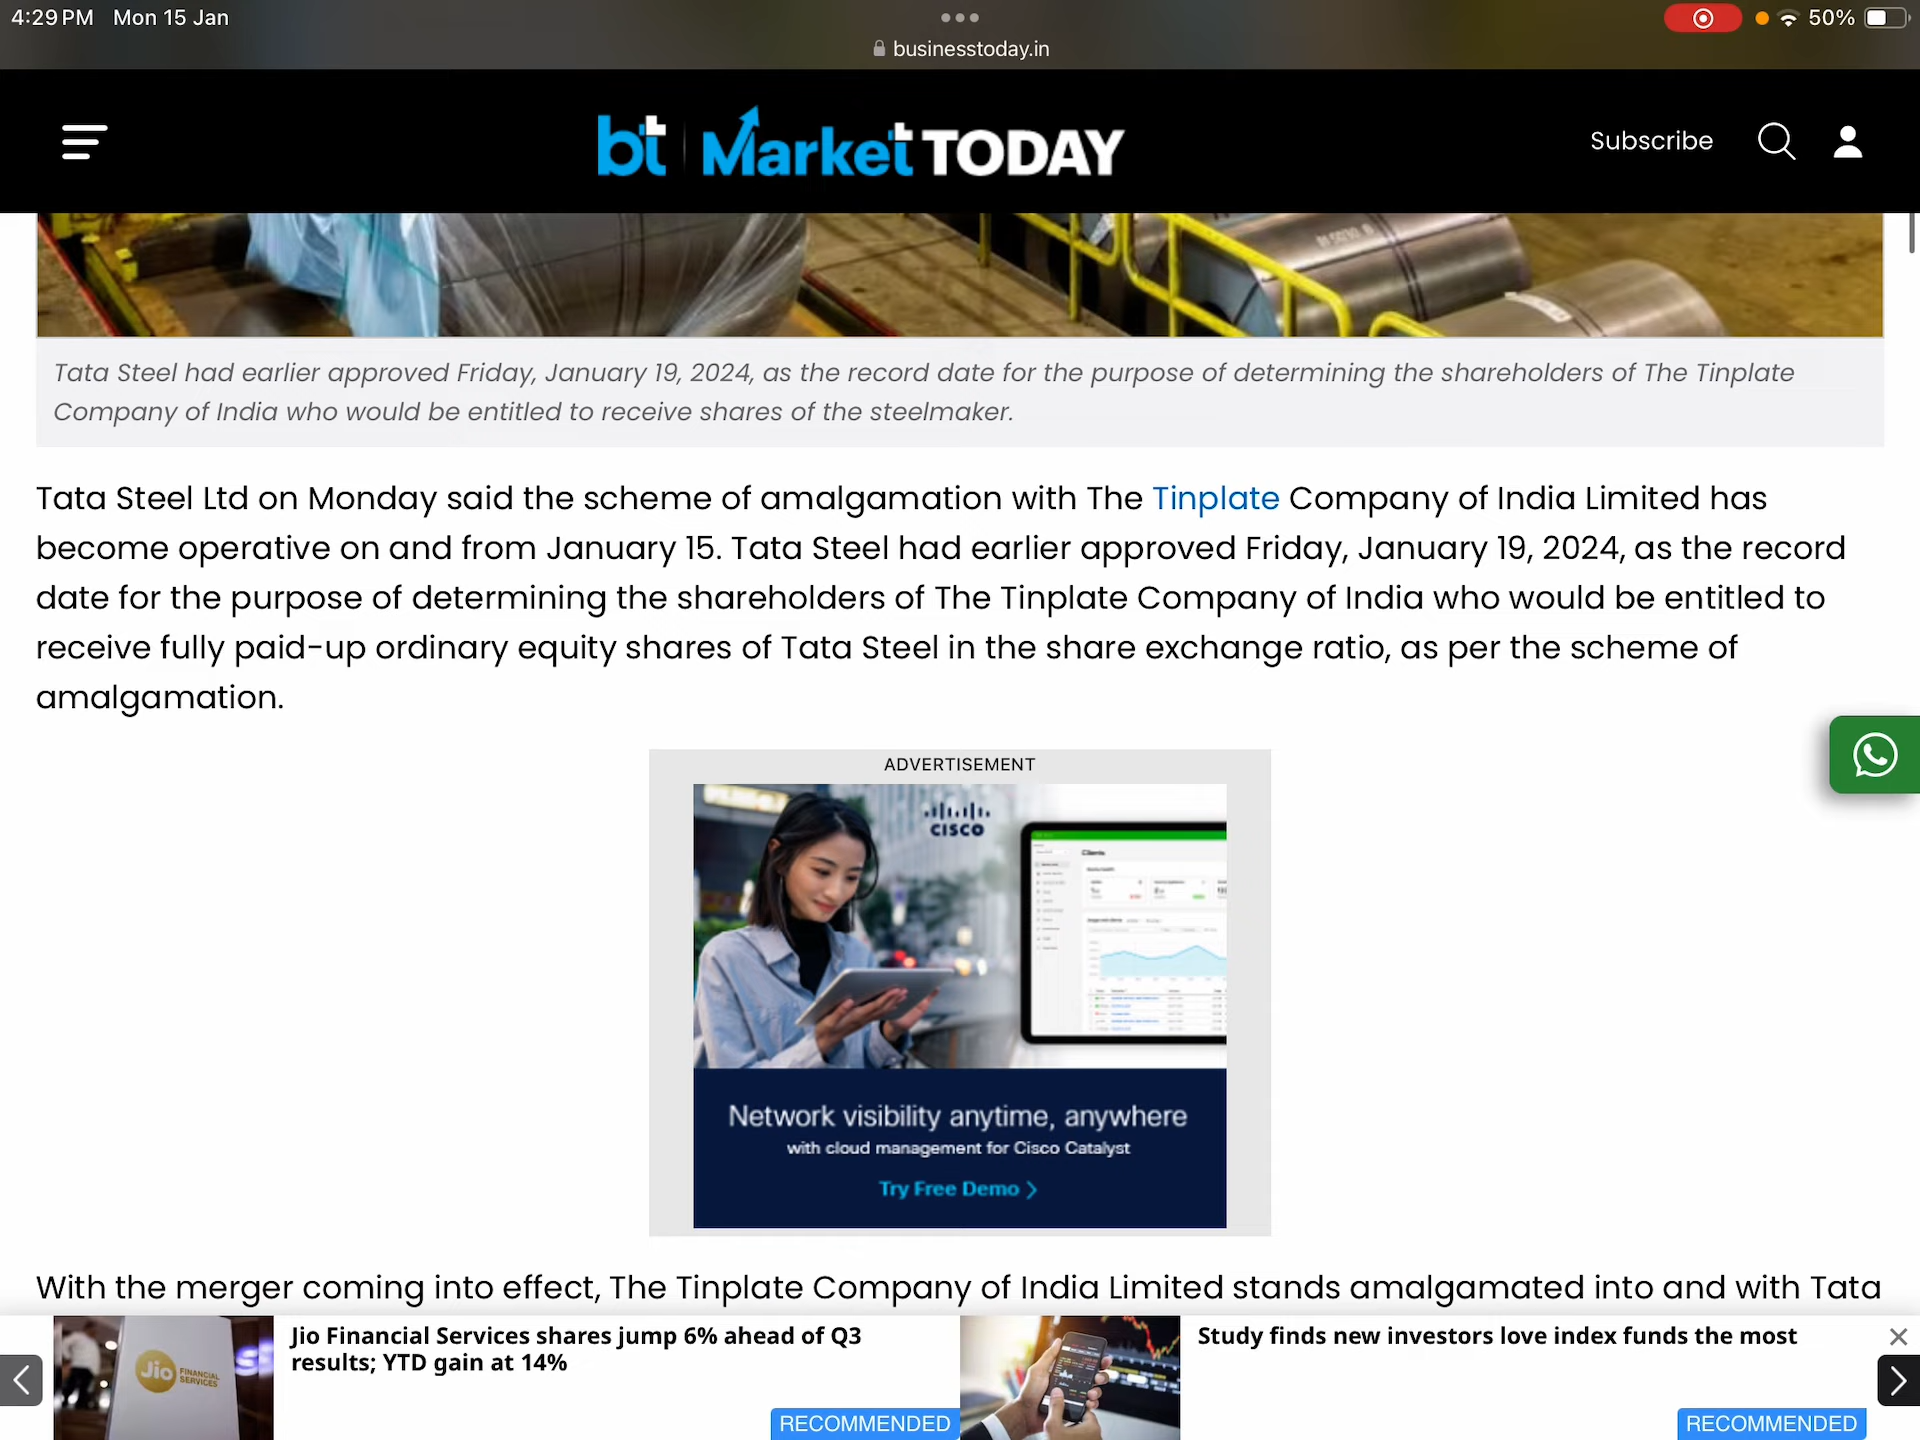 4:29 PM Mon 15 Jan
50%
businesstoday.in
bt Market TODAY
Subscribe
Tata Steel had earlier approved Friday, January 19, 2024, as the record date for the purpose of determining the shareholders of The Tinplate
Company of India who would be entitled to receive shares of the steelmaker.
Tata Steel Ltd on Monday said the scheme of amalgamation with The Tinplate Company of India Limited has
become operative on and from January 15. Tata Steel had earlier approved Friday, January 19, 2024, as the record
date for the purpose of determining the shareholders of The Tinplate Company of India who would be entitled to
receive fully paid-up ordinary equity shares of Tata Steel in the share exchange ratio, as per the scheme of
amalgamation.
ADVERTISEMENT
CISCO
Clients
Network visibility anytime, anywhere
with cloud management for Cisco Catalyst
Try Free Demo >
With the merger coming into effect, The Tinplate Company of India Limited stands amalgamated into and with Tata
Jio FINANCIAL
SERVICES
Jio Financial Services shares jump 6% ahead of Q3
results; YTD gain at 14%
RECOMMENDED
Study finds new investors love index funds the most
RECOMMENDED